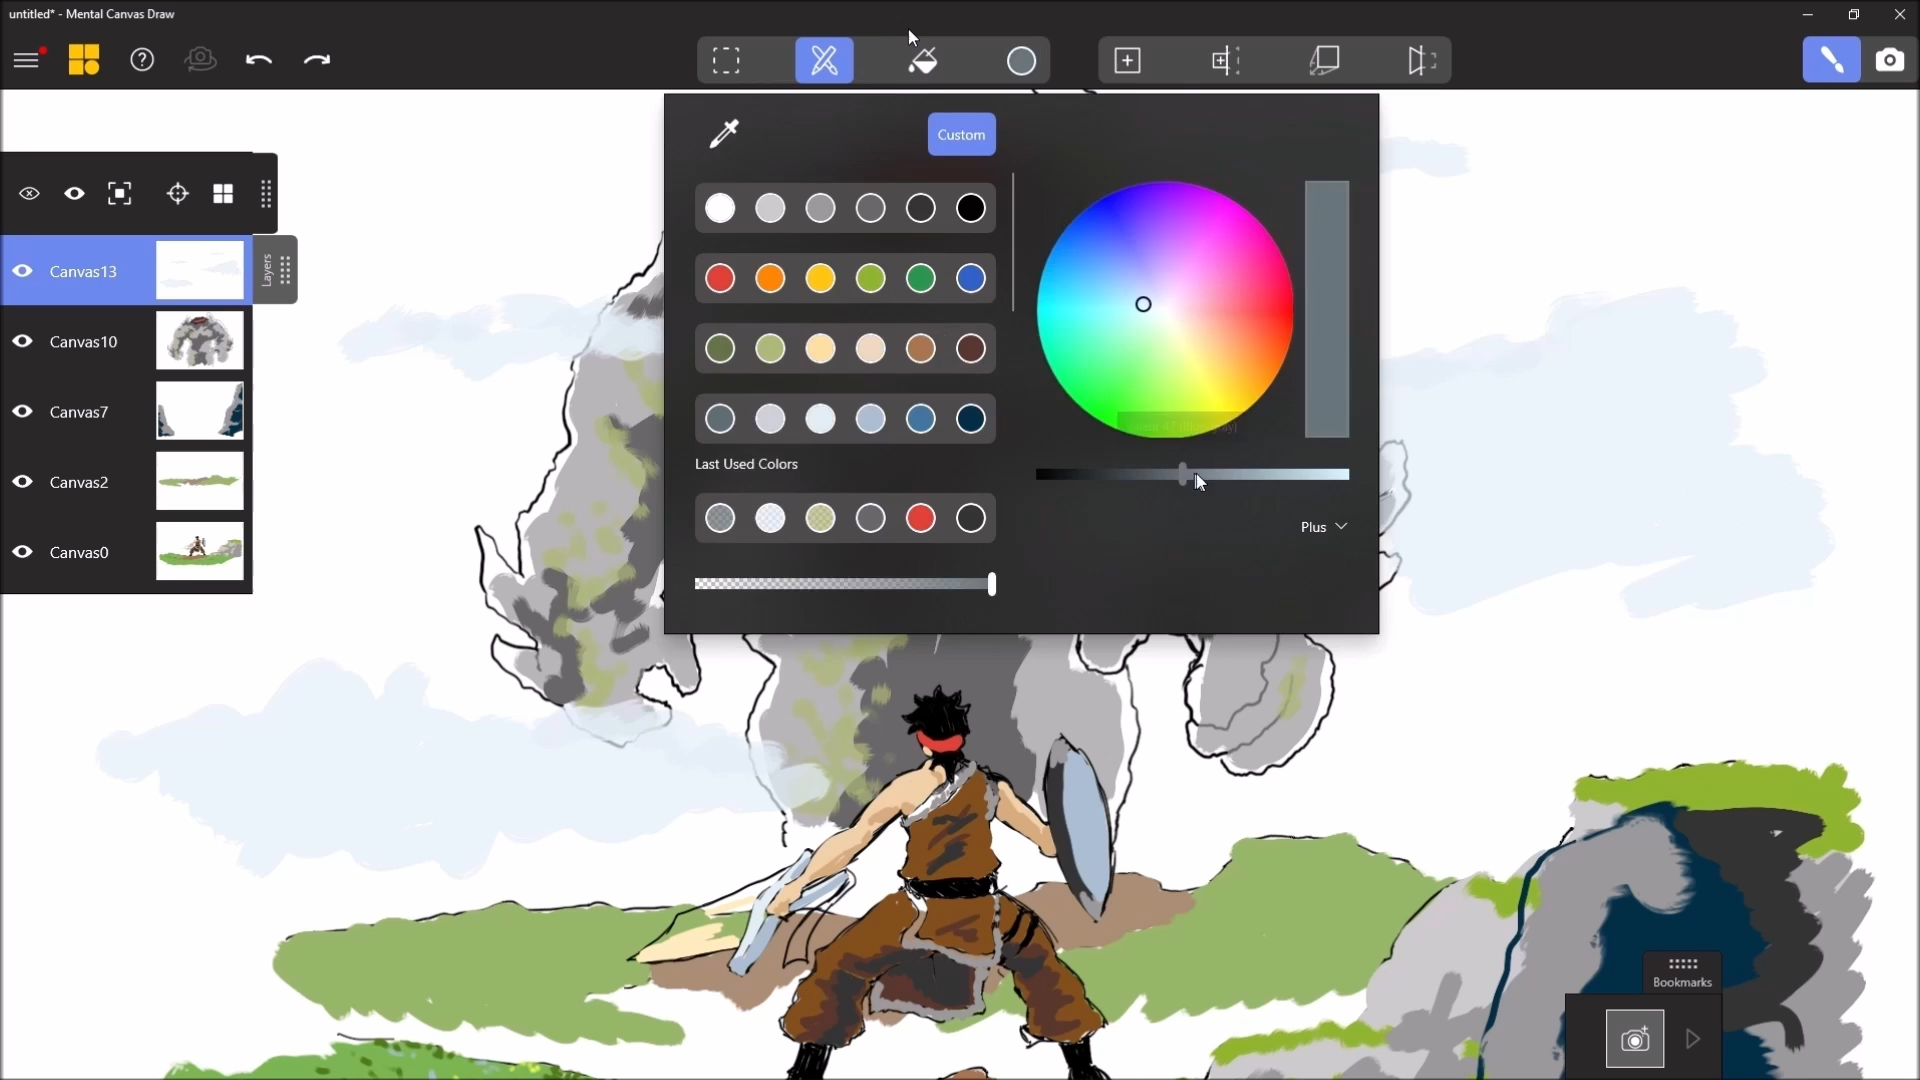 untitled* - Mental Canvas Draw
Custom
Canvas13
Layers
Canvas10
Canvas7
Canvas2
Canvas0
Last Used Colors
Plus
Bookmarks